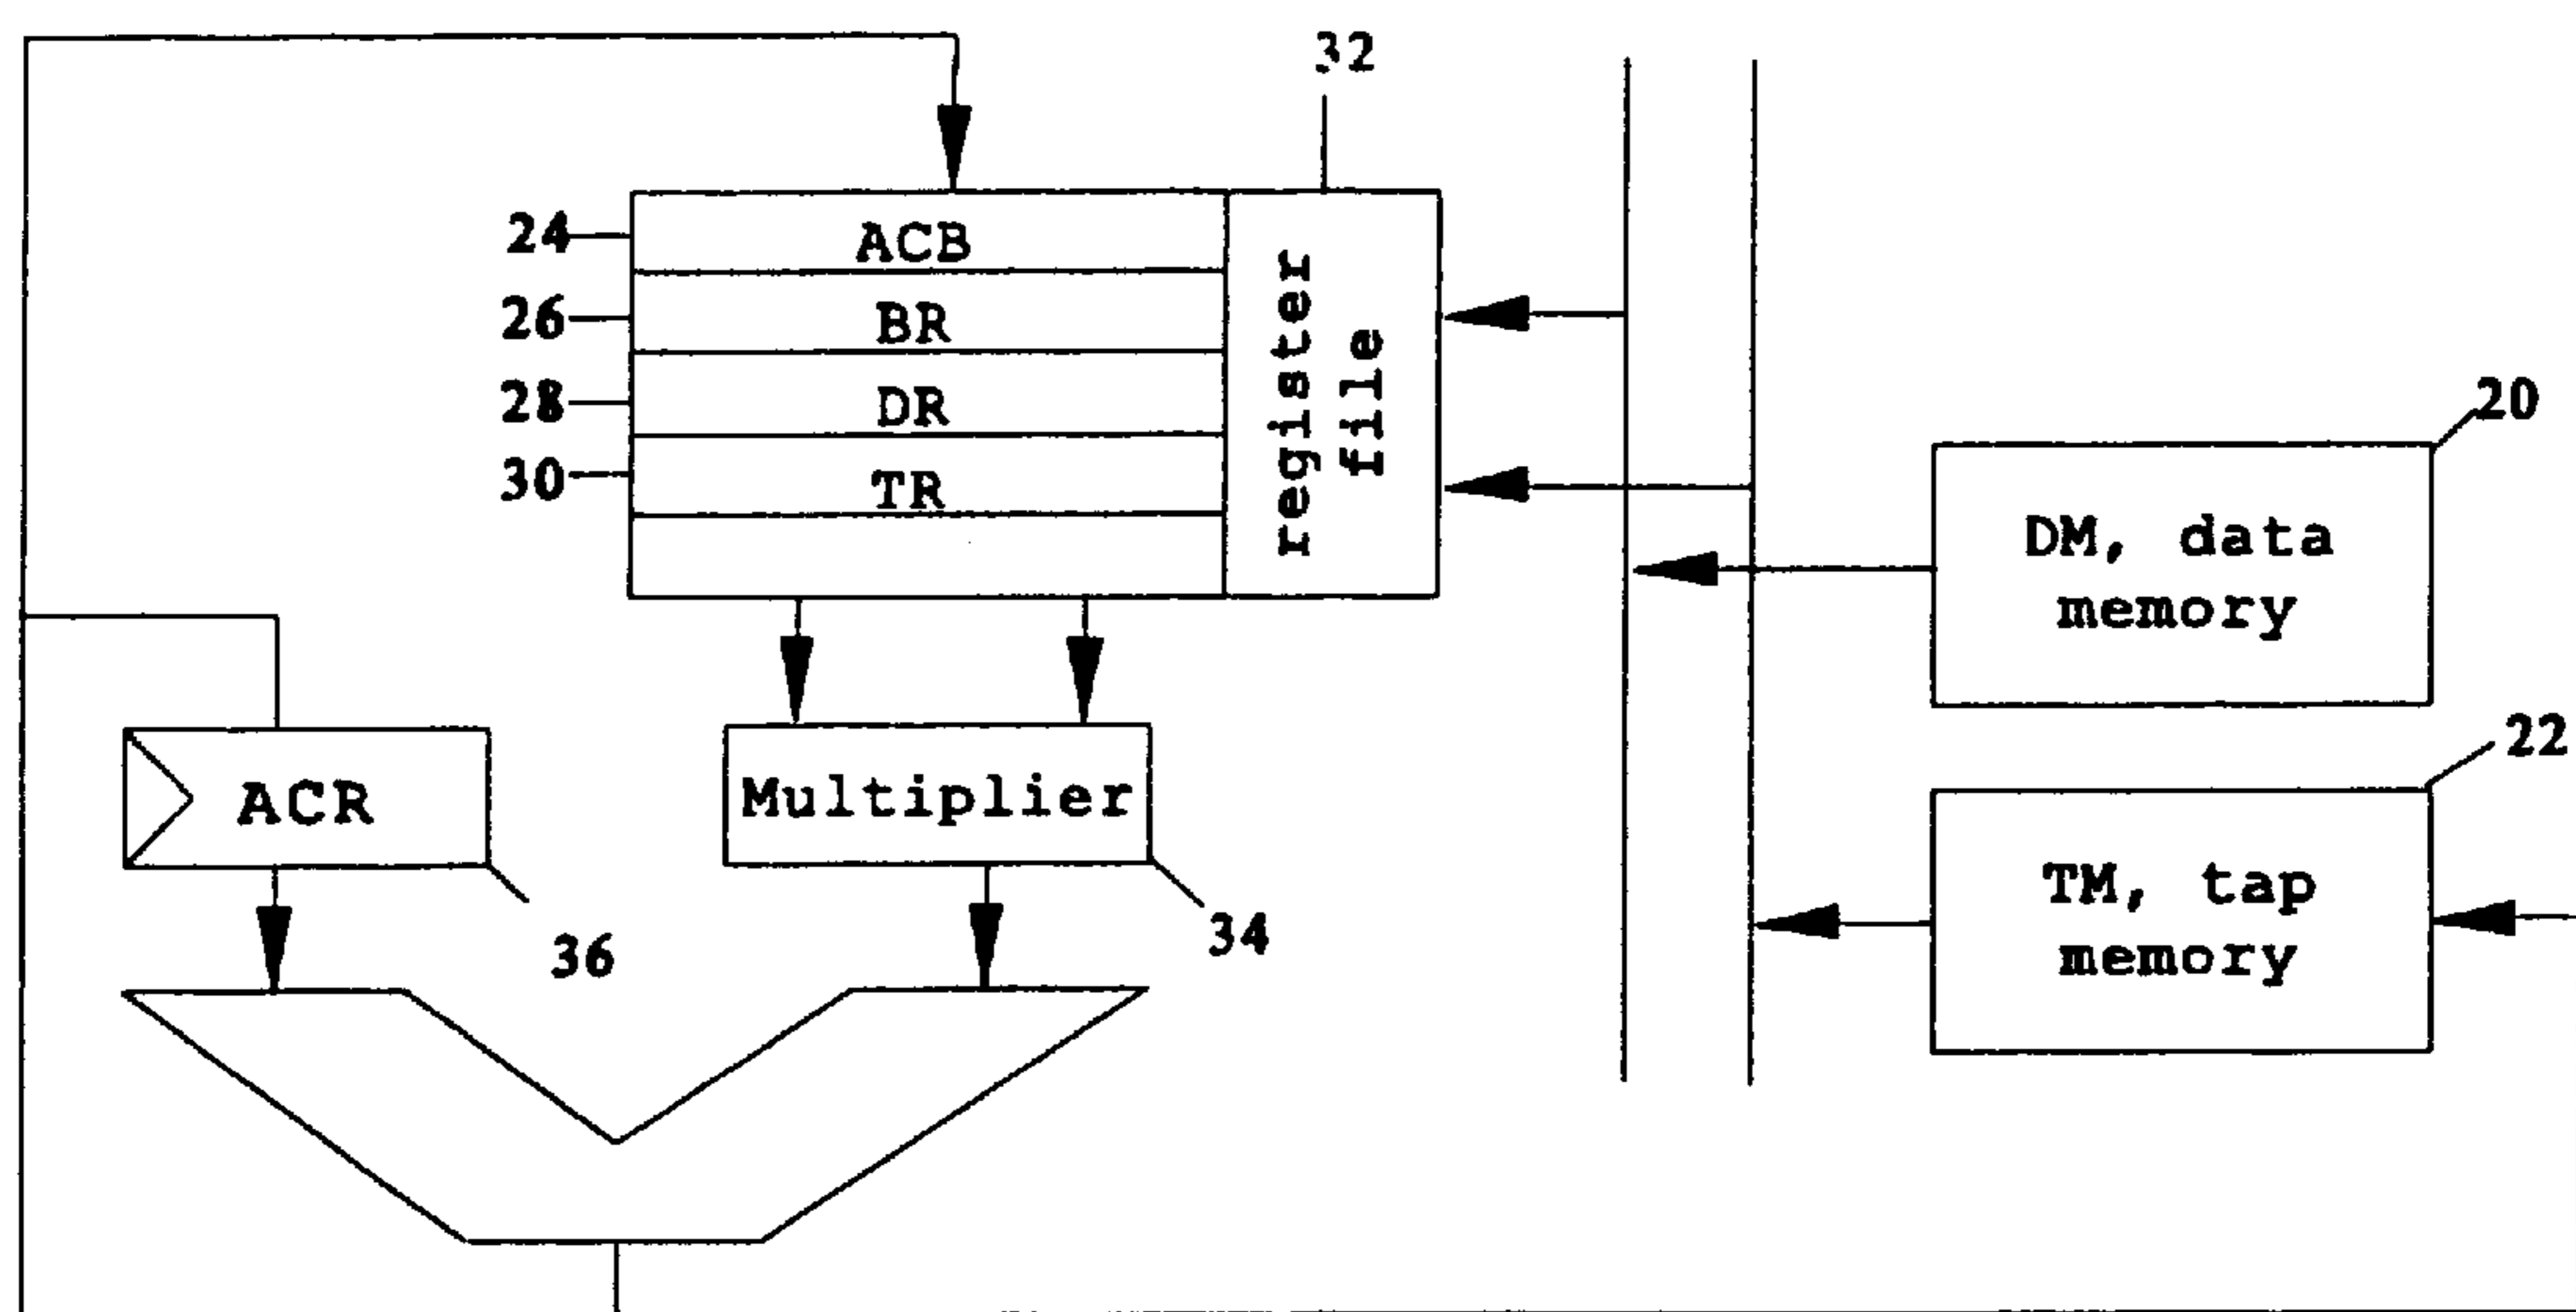 32
24
ACB
26
BR
28
DR
30
TR
register
file
20
DM, data
memory
22
ACR
Multiplier
TM, tap
memory
36
34